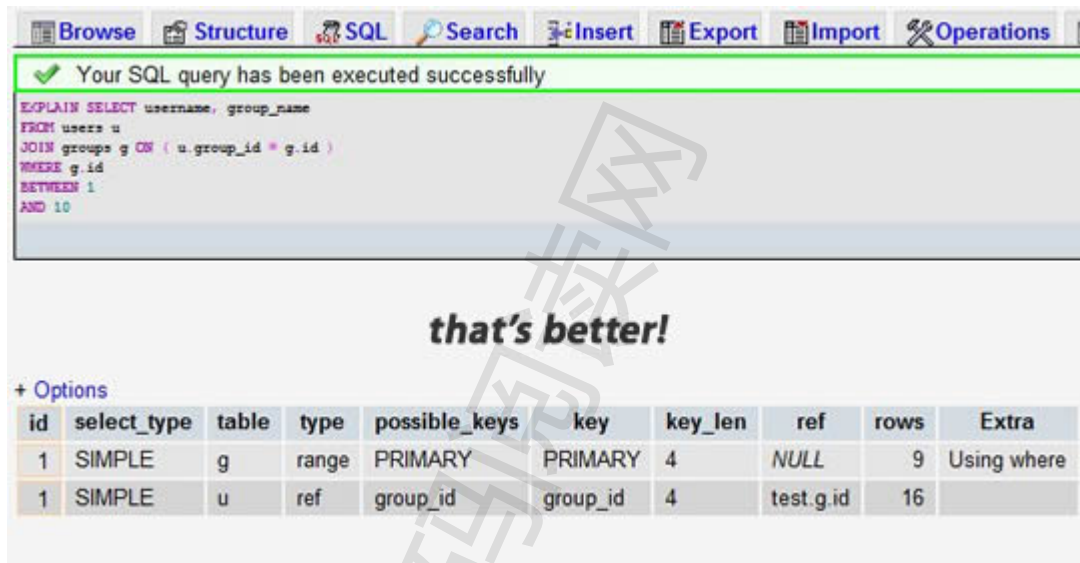 Browse Structure SQL Search Insert Export Import Operations
Your SQL query has been executed successfully
EXPLAIN SELECT username, group_name
FROM users u
JOIN groups g ON ( u.group_id = g.id )
WHERE g.id
BETWEEN 1
AND 10
that's better!
+ Options
id select_type table type possible_keys key key_len ref rows Extra
1 SIMPLE g range PRIMARY PRIMARY 4 NULL 9 Using where
1 SIMPLE u ref group_id group_id 4 test.g.id 16